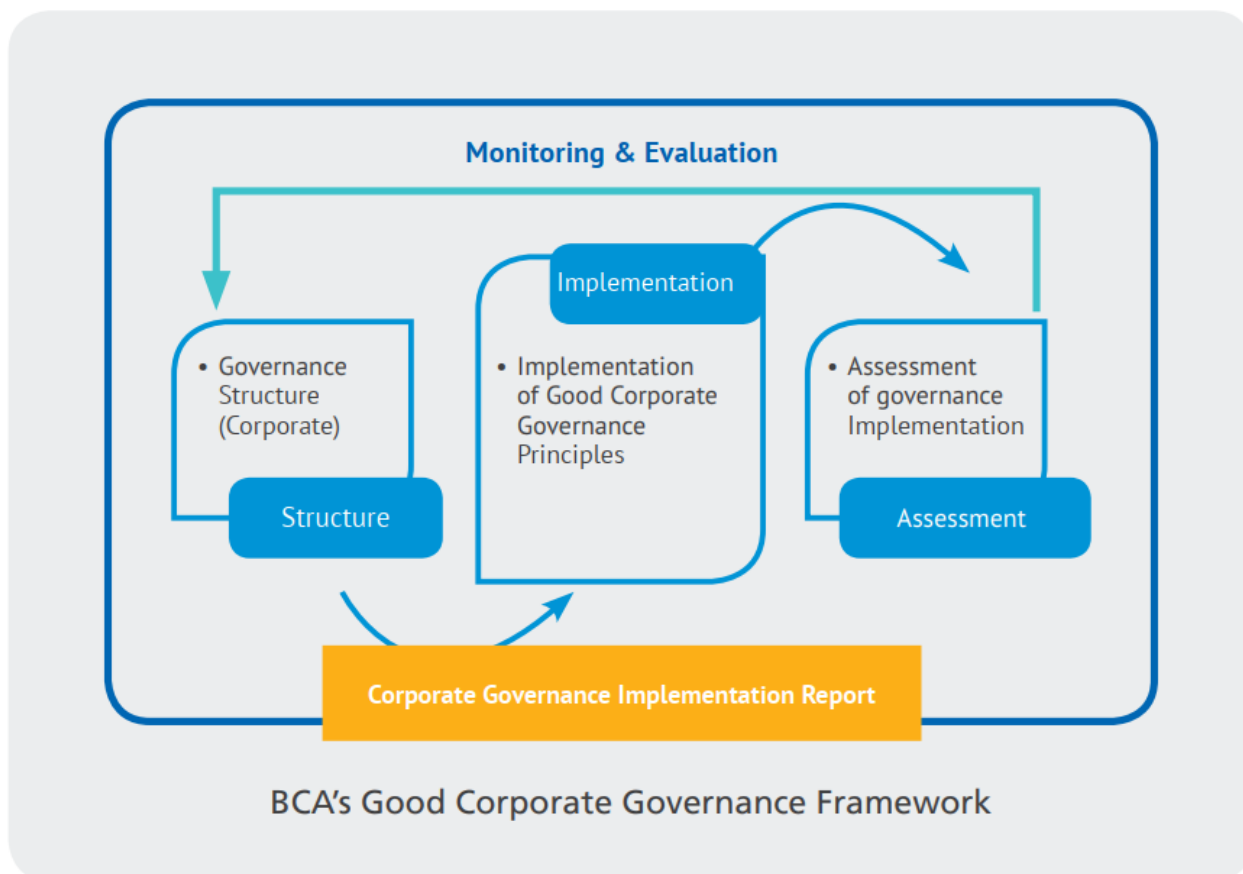 Monitoring & Evaluation
• Governance
Structure
(Corporate)
Structure
Implementation
• Implementation
of Good Corporate
Governance
Principles
• Assessment
of governance
Implementation
Assessment
Corporate Governance Implementation Report
BCA's Good Corporate Governance Framework